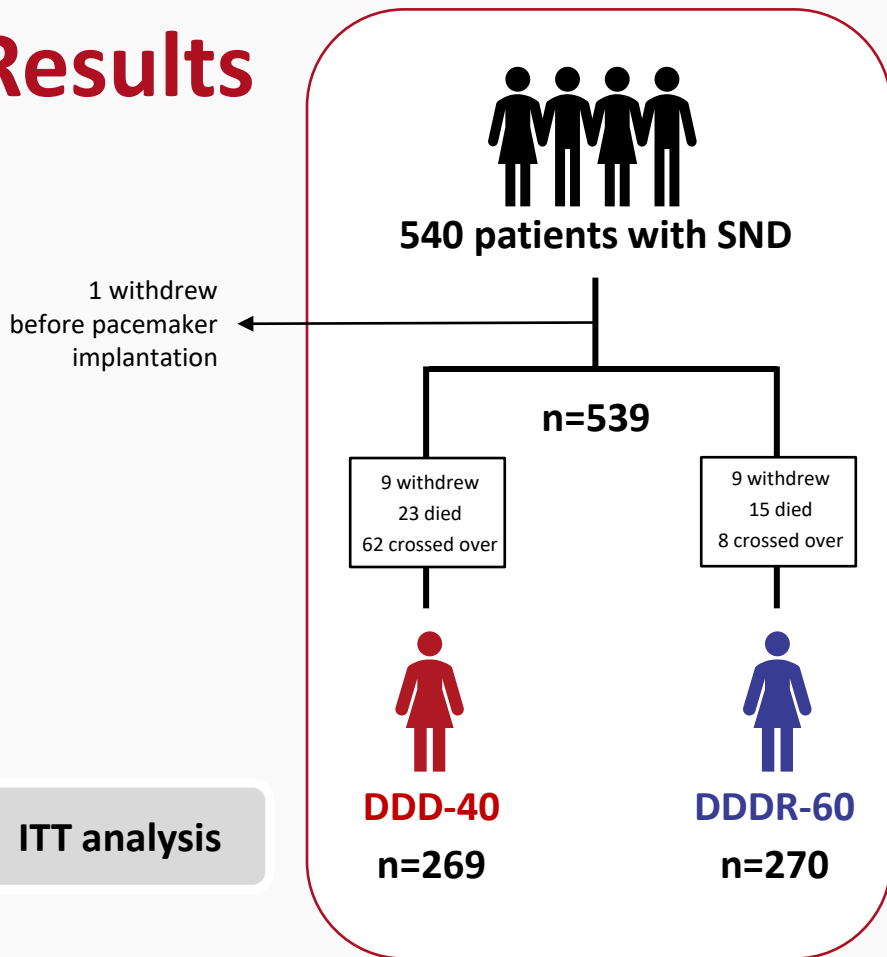 Results
540 patients with SND
1 withdrew
before pacemaker
implantation
n=539
9 withdrew
23 died
62 crossed over
9 withdrew
15 died
8 crossed over
DDD-40
n=269
DDDR-60
n=270
ITT analysis